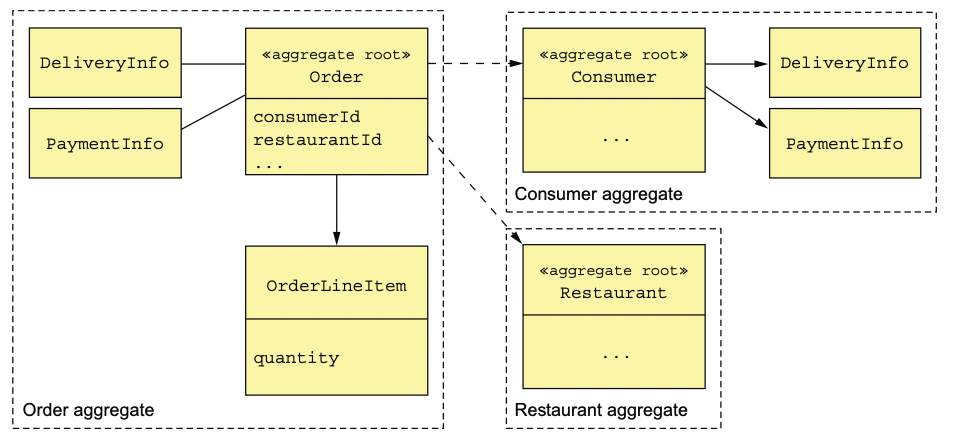 DeliveryInfo
PaymentInfo
«aggregate root»
Order
consumerId
restaurantId
...
OrderLineItem
quantity
Order aggregate
«aggregate root»
Consumer
...
DeliveryInfo
PaymentInfo
Consumer aggregate
«aggregate root»
Restaurant
...
Restaurant aggregate